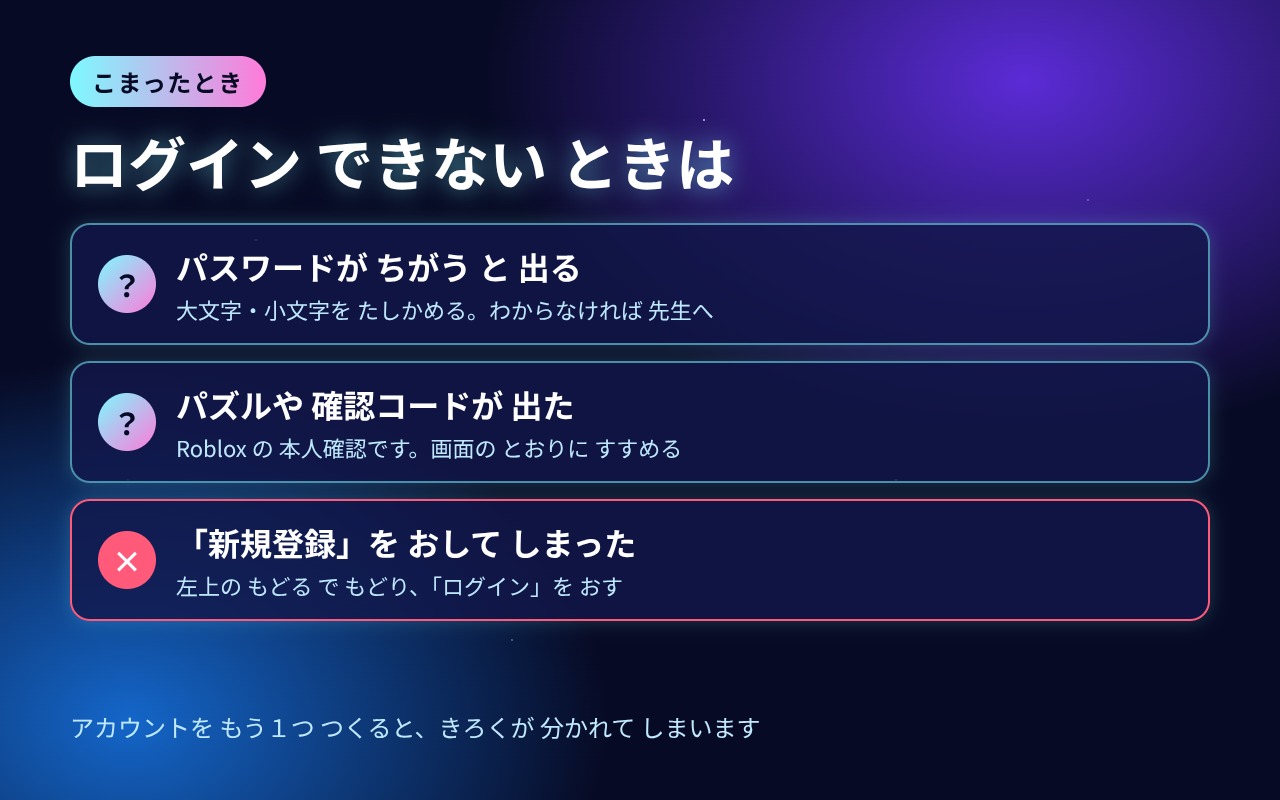 こまったとき
ログイン できない ときは
?
パスワードが ちがう と 出る
大文字・小文字を たしかめる。わからなければ 先生へ
?
パズルや 確認コードが 出た
Roblox の 本人確認です。画面の とおりに すすめる
✕
「新規登録」を おして しまった
左上の もどる で もどり、「ログイン」を おす
アカウントを もう１つ つくると、きろくが 分かれて しまいます